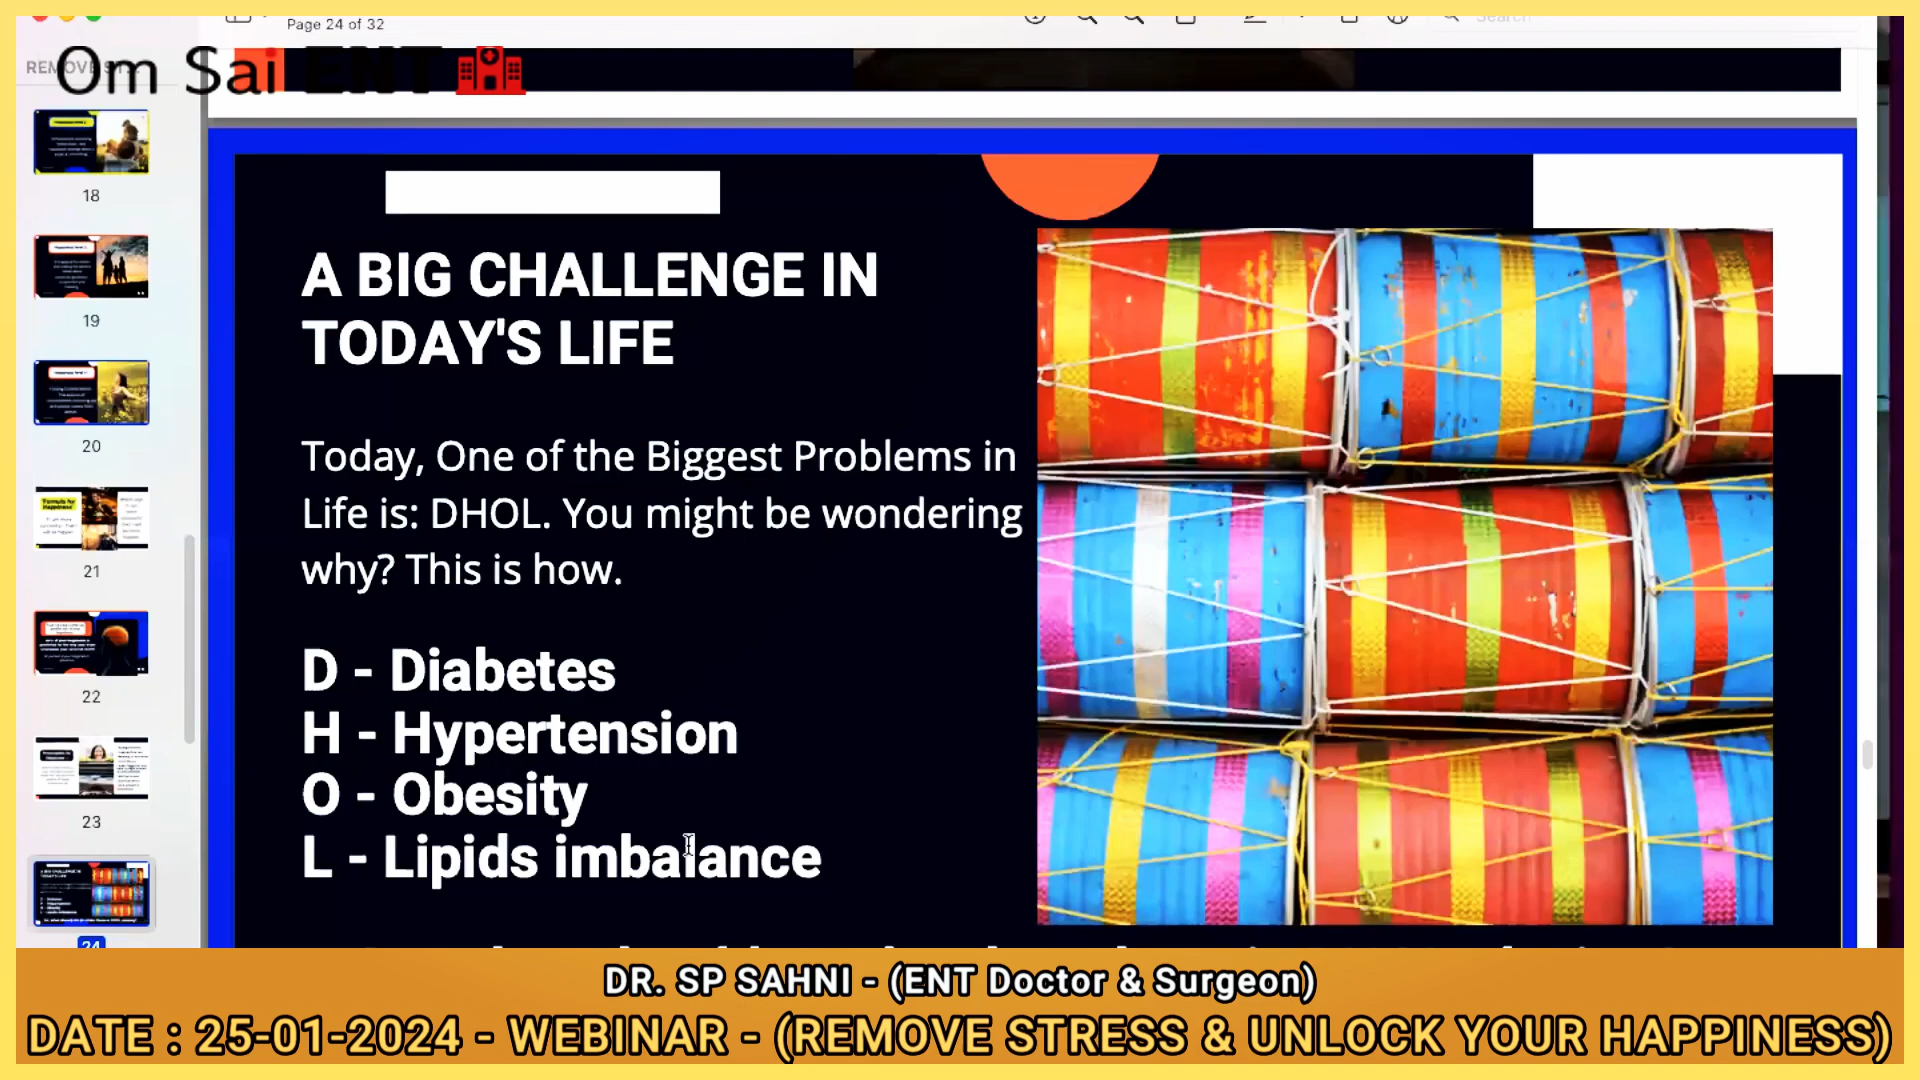 Page 24 of 32
Search
Om Sai ENT
18
19
20
21
22
23
24
A BIG CHALLENGE IN
TODAY'S LIFE
Today, One of the Biggest Problems in
Life is: DHOL. You might be wondering
why? This is how.
D - Diabetes
H - Hypertension
O - Obesity
L - Lipids imbalance
DR. SP SAHNI - (ENT Doctor & Surgeon)
DATE : 25-01-2024 - WEBINAR - (REMOVE STRESS & UNLOCK YOUR HAPPINESS)